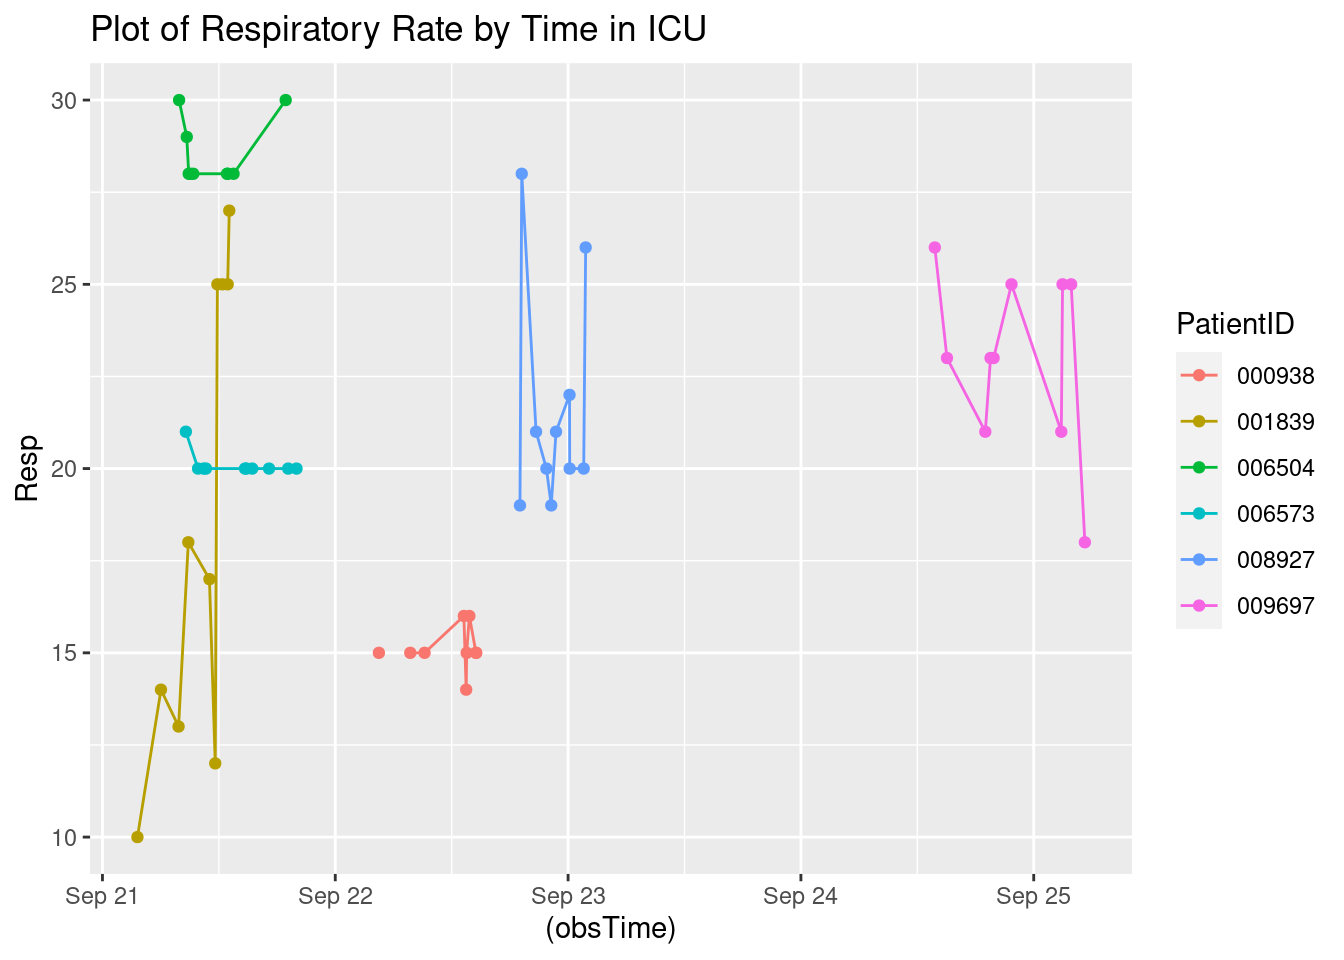 Plot of Respiratory Rate by Time in ICU
30
25
20
15
10
Resp
Sep 21
Sep 22
Sep 23
Sep 24
Sep 25
(obsTime)
PatientID
000938
001839
006504
006573
008927
009697